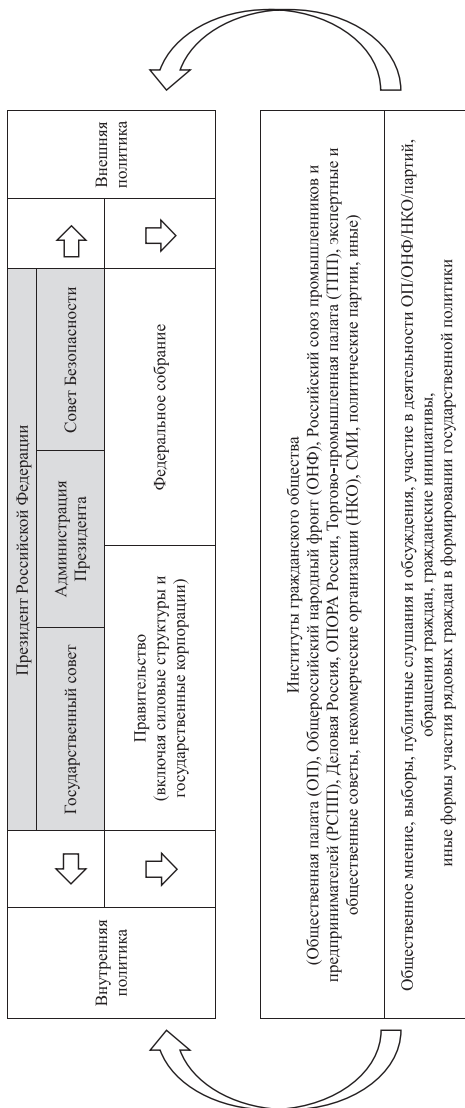 Президент Российской Федерации
Государственный совет
Администрация
Президента
Совет Безопасности
Внутренняя
политика
Правительство
(включая силовые структуры и
государственные корпорации)
Федеральное собрание
Внешняя
политика
Институты гражданского общества
(Общественная палата (ОП), Общероссийский народный фронт (ОНФ), Российский союз промышленников и
предпринимателей (РСПП), Деловая Россия, ОПОРА России, Торгово-промышленная палата (ТПП), экспертные и
общественные советы, некоммерческие организации (НКО), СМИ, политические партии, иные)
Общественное мнение, выборы, публичные слушания и обсуждения, участие в деятельности ОП/ОНФ/НКО/партий,
обращения граждан, гражданские инициативы,
иные формы участия рядовых граждан в формировании государственной политики